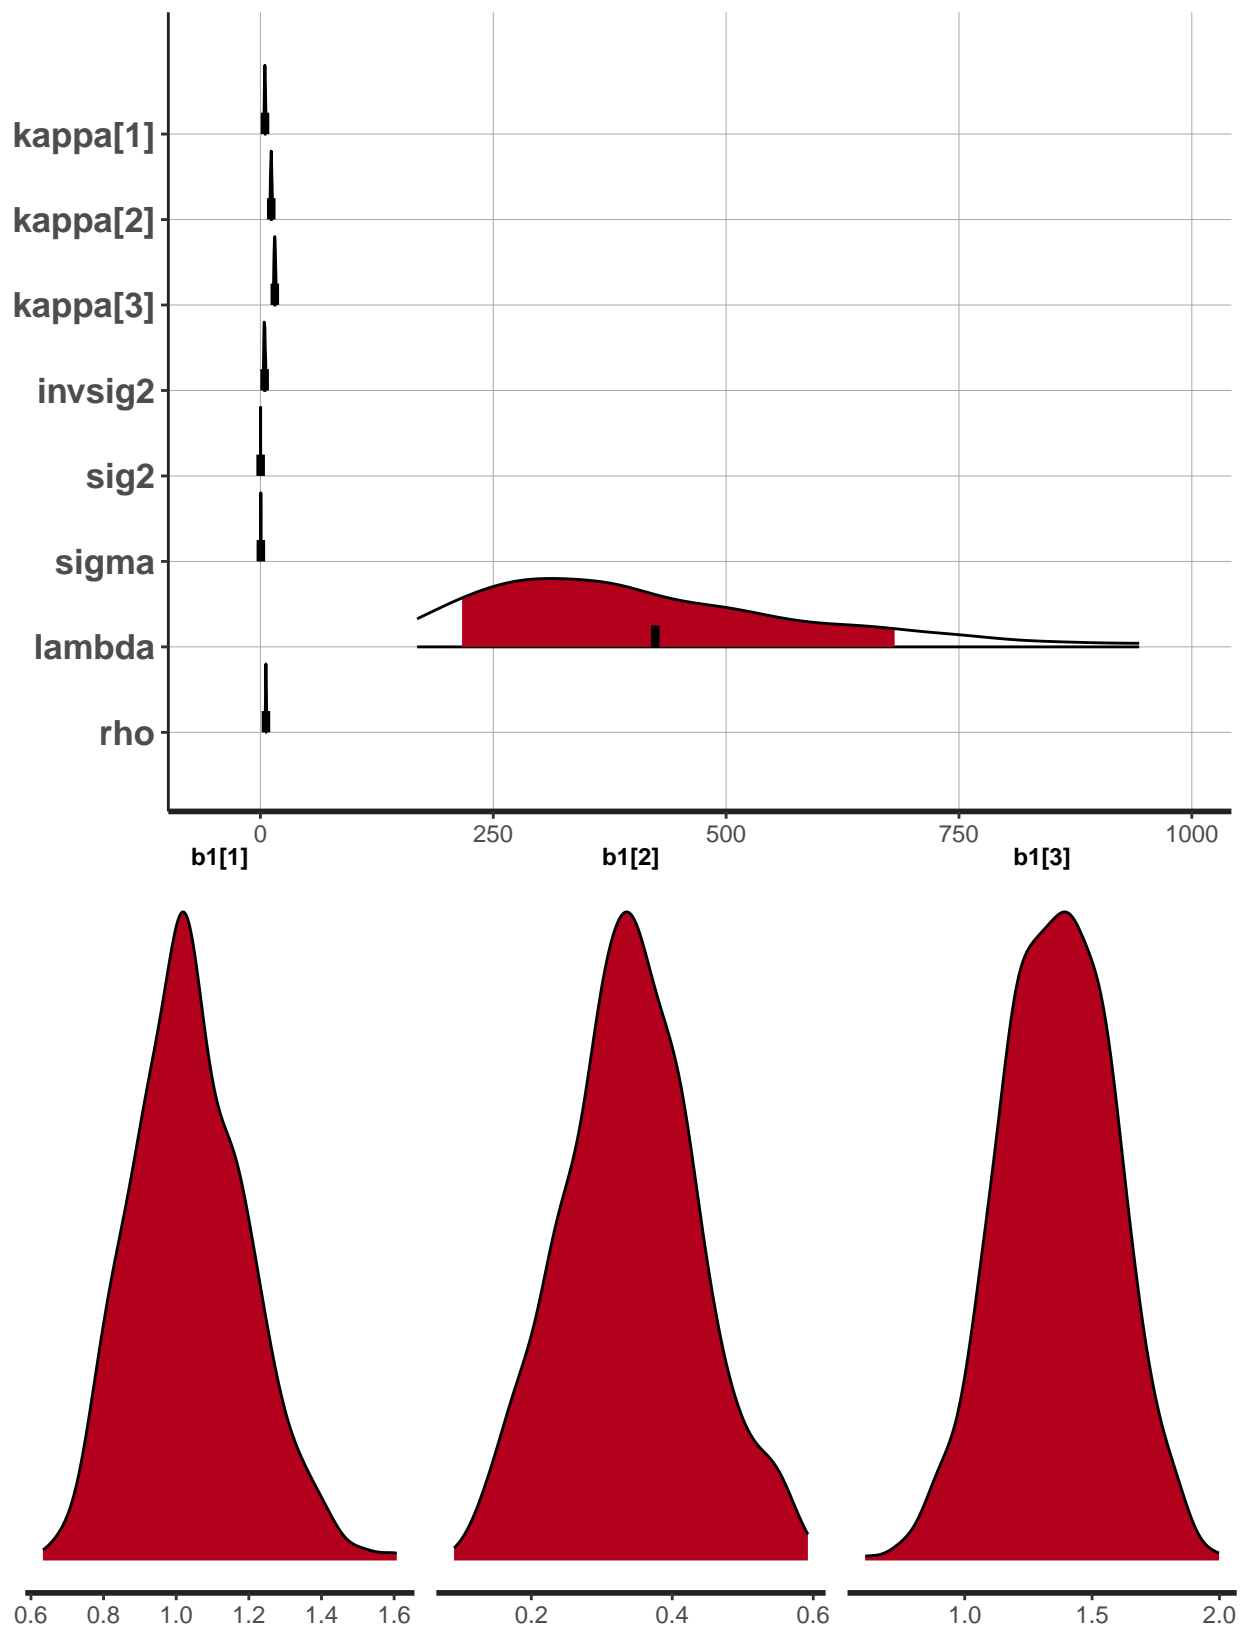 kappa[1]
kappa[2]
kappa[3]
invsig2
sig2
sigma
lambda
rho
0 250 500 750 1000
b1[1] b1[2] b1[3]
0.6 0.8 1.0 1.2 1.4 1.6 0.2 0.4 0.6 1.0 1.5 2.0